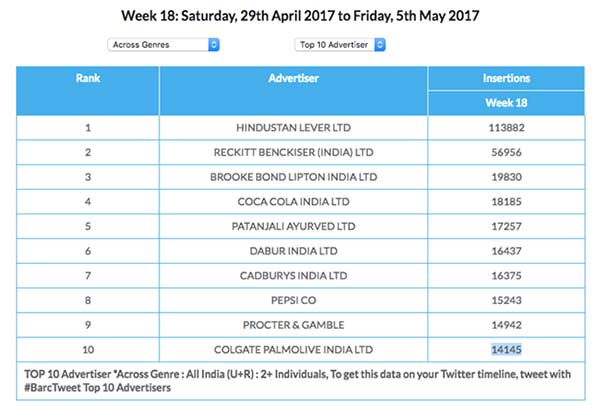 Week 18: Saturday, 29th April 2017 to Friday, 5th May 2017
Across Genres Top 10 Advertiser
Rank Advertiser Insertions
Week 18
1 HINDUSTAN LEVER LTD 113882
2 RECKITT BENCKISER (INDIA) LTD 56956
3 BROOKE BOND LIPTON INDIA LTD 19830
4 COCA COLA INDIA LTD 18185
5 PATANJALI AYURVED LTD 17257
6 DABUR INDIA LTD 16437
7 CADBURYS INDIA LTD 16375
8 PEPSI CO 15243
9 PROCTER & GAMBLE 14942
10 COLGATE PALMOLIVE INDIA LTD 14145
TOP 10 Advertiser "Across Genre : All India (U+R) : 2+ Individuals, To get this data on your Twitter timeline, tweet with
#BarcTweet Top 10 Advertisers